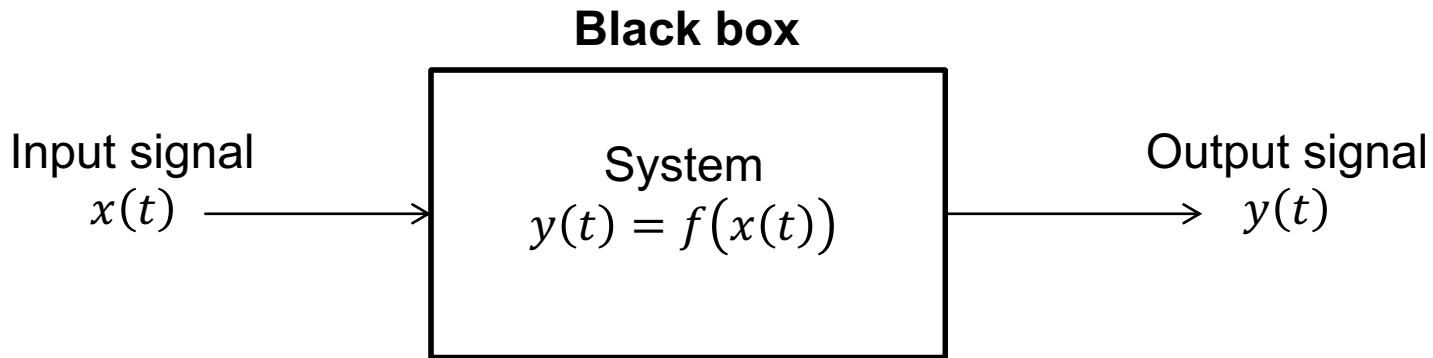 Black box
Input signal
x(t)
System
y(t) = f(x(t))
Output signal
y(t)